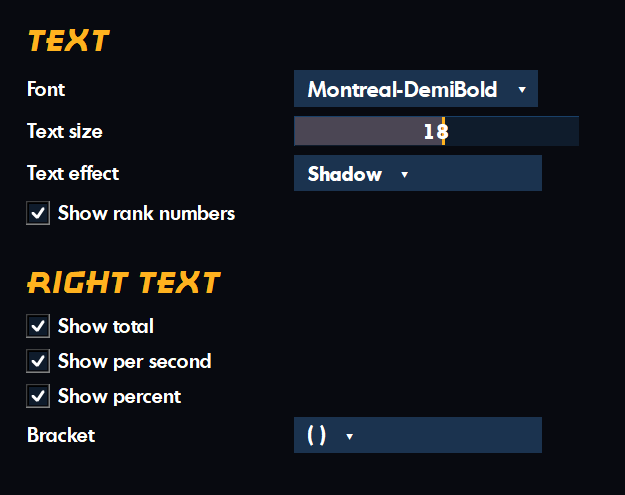 TEXT
Font Montreal-DemiBold
Text size 18
Text effect Shadow
Show rank numbers
RIGHT TEXT
Show total
Show per second
Show percent
Bracket ( )